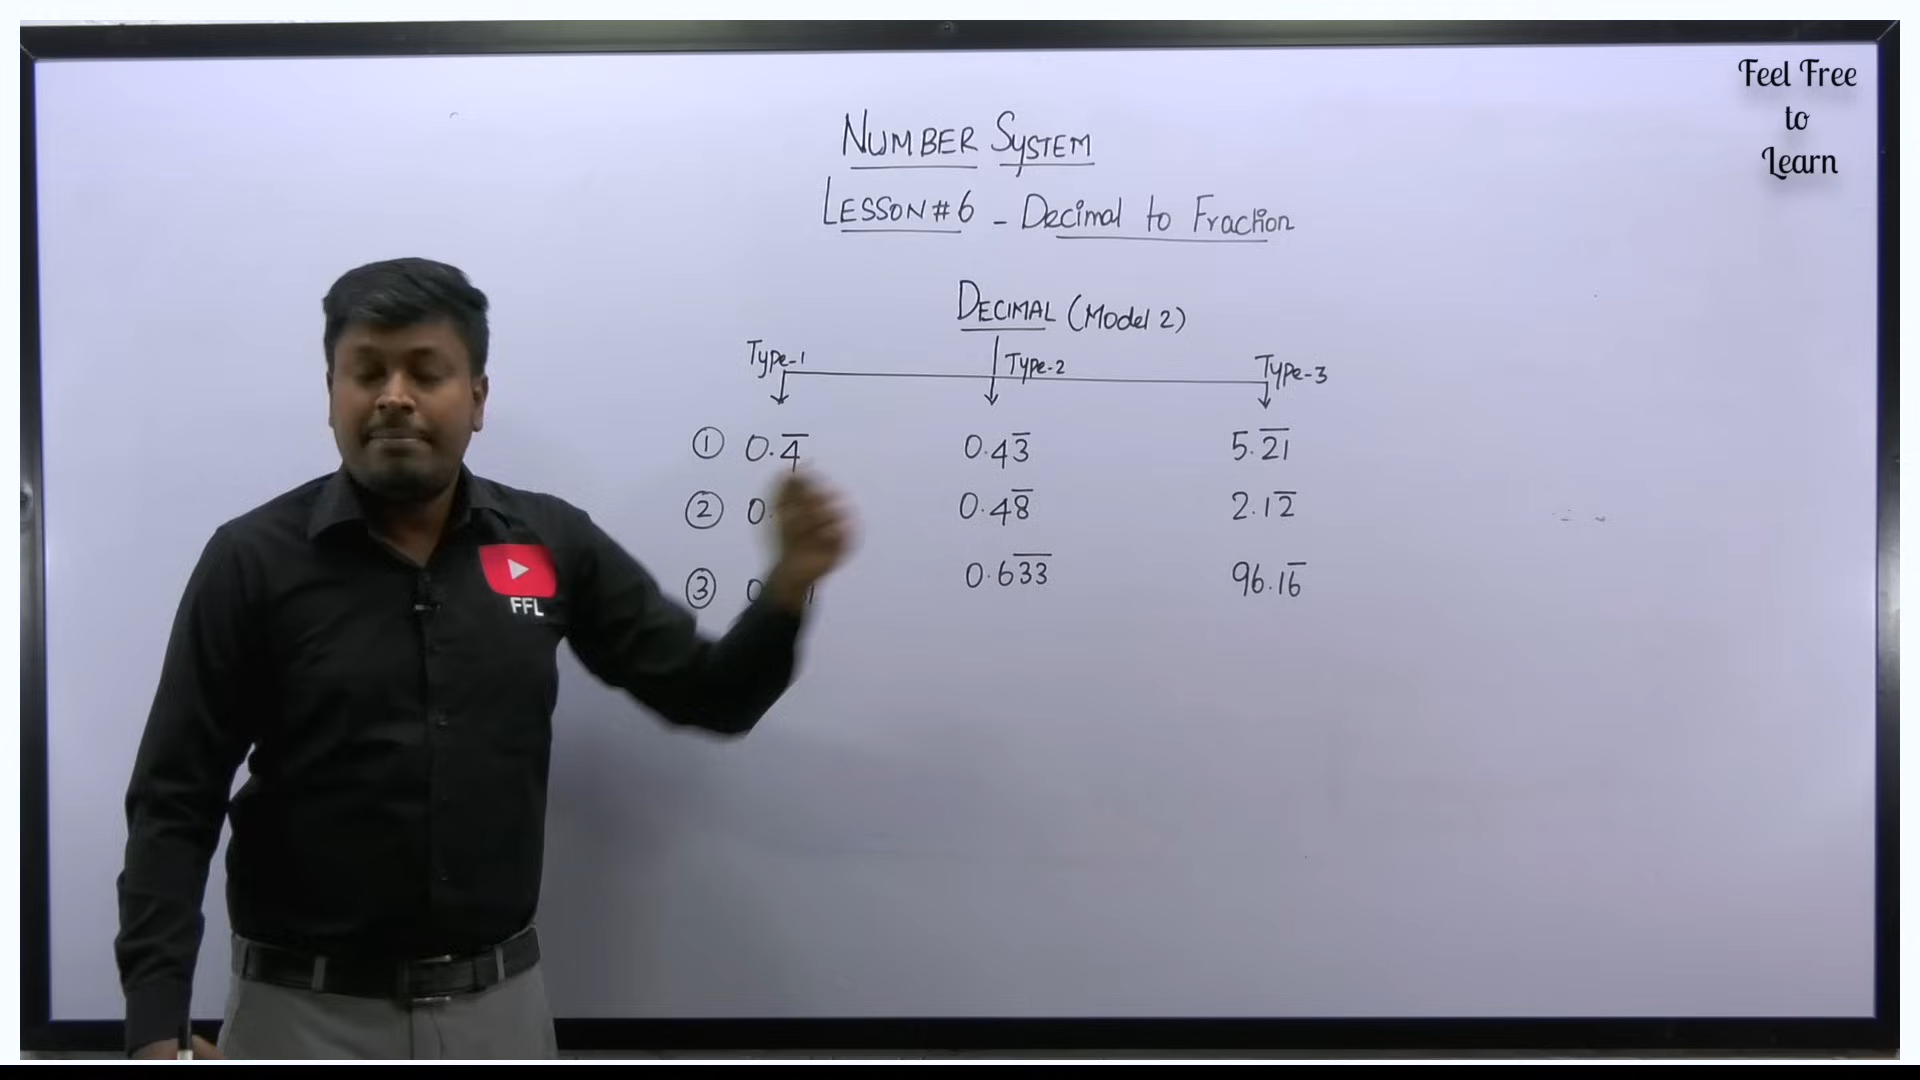 Feel Free
to
Learn
NUMBER SYSTEM
LESSON # 6 - Decimal to Fraction
DECIMAL (Model 2)
Type-1 Type-2 Type-3
① 0.4̅ 0.43̅ 5.2̅1̅
② 0. 0.48̅ 2.12̅
③ 0. 0.63̅3̅ 96.16̅
FFL